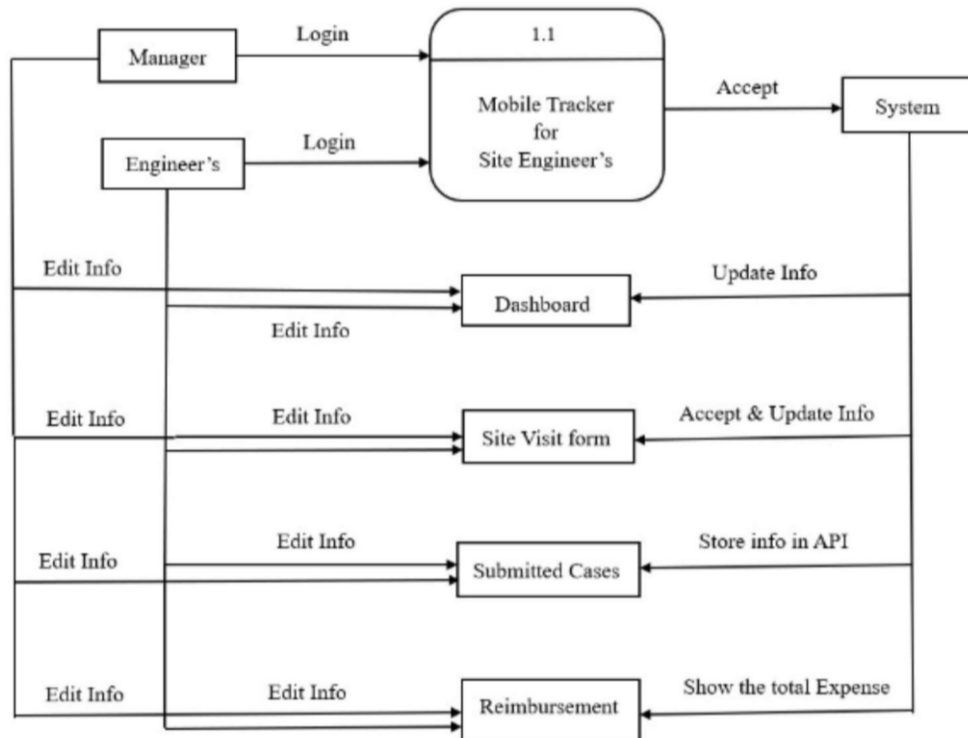 Login
1.1
Manager
Mobile Tracker
for
Site Engineer's
Accept
System
Login
Engineer's
Edit Info
Update Info
Dashboard
Edit Info
Edit Info
Edit Info
Site Visit form
Accept & Update Info
Edit Info
Edit Info
Submitted Cases
Store info in API
Edit Info
Edit Info
Reimbursement
Show the total Expense